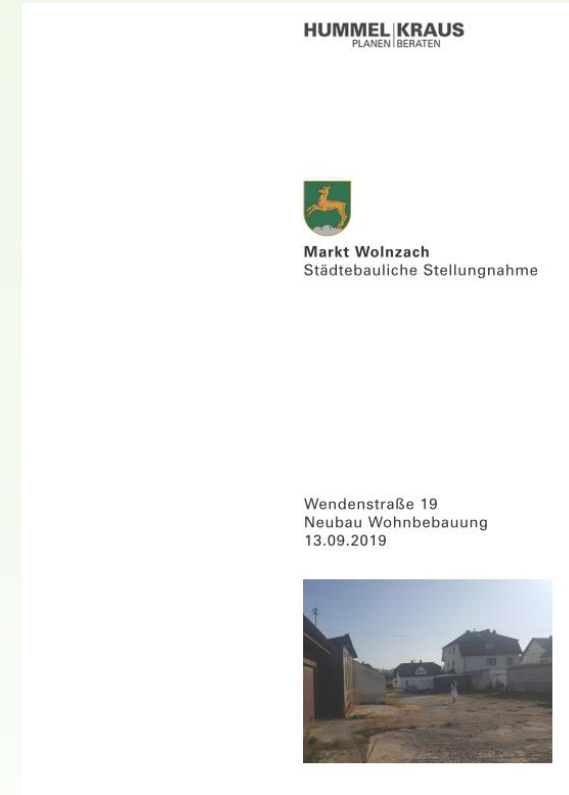 HUMMEL|KRAUS
PLANEN|BERATEN
Markt Wolnzach
Städtebauliche Stellungnahme
Wendenstraße 19
Neubau Wohnbebauung
13.09.2019